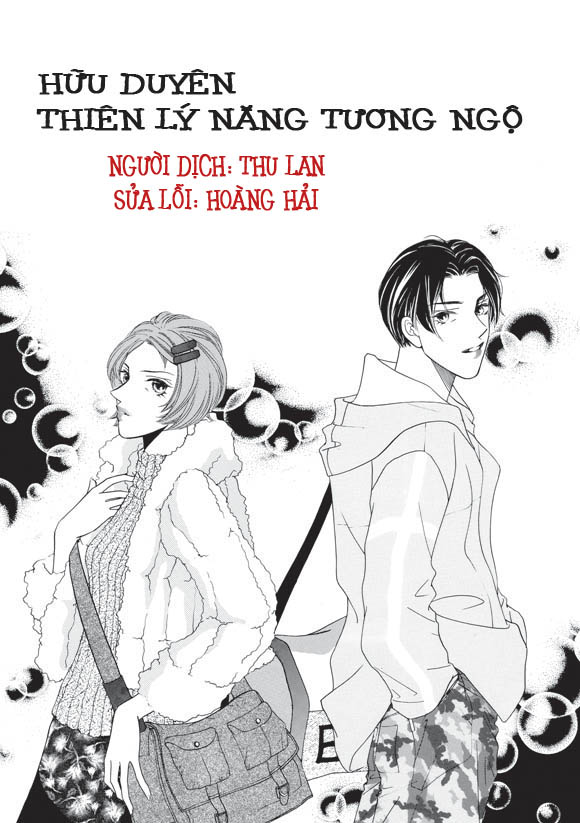 HỮU DUYÊN
THIÊN LÝ NĂNG TƯƠNG NGỘ
NGƯỜI DỊCH: THU LAN
SỬA LỖI: HOÀNG HẢI